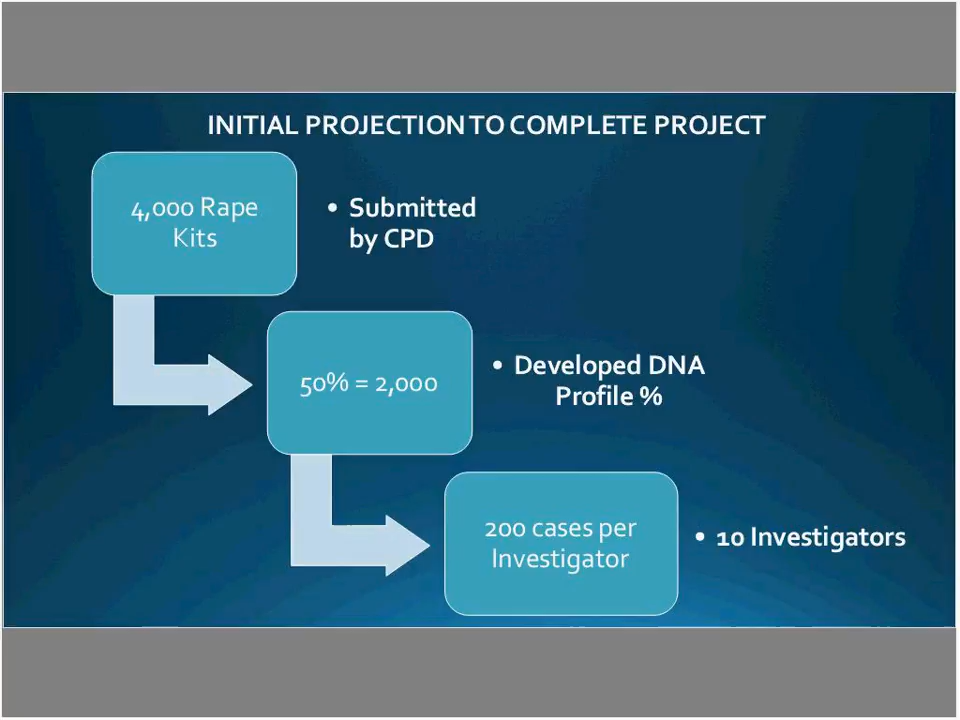 INITIAL PROJECTION TO COMPLETE PROJECT
4,000 Rape
Kits
• Submitted
by CPD
50% = 2,000
• Developed DNA
Profile %
200 cases per
Investigator
• 10 Investigators